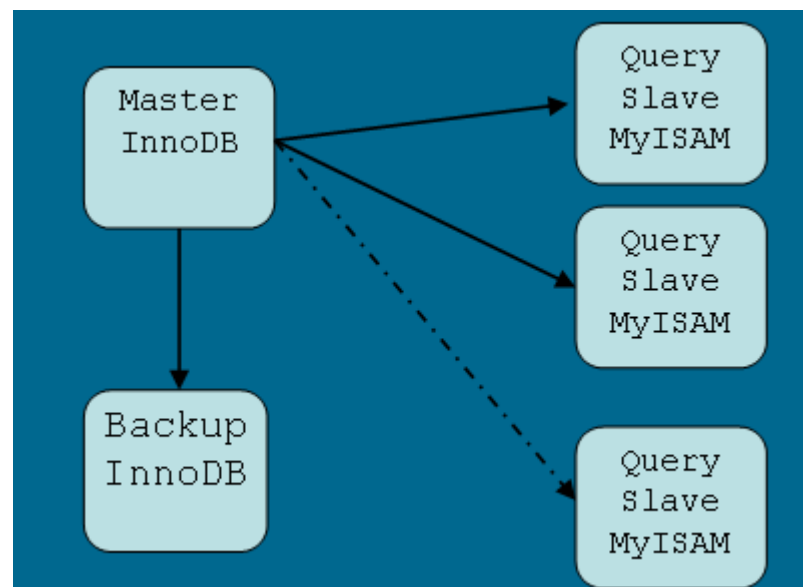 Master
InnoDB
Query
Slave
MyISAM
Query
Slave
MyISAM
Backup
InnoDB
Query
Slave
MyISAM